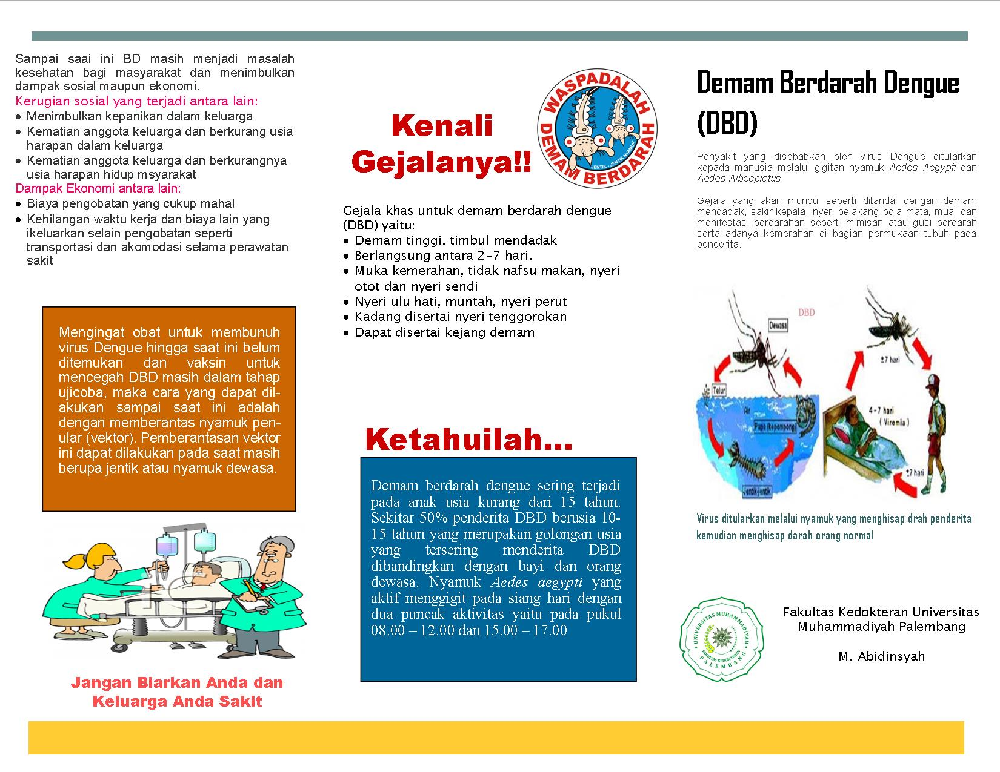 Sampai saai ini BD masih menjadi masalah
kesehatan bagi masyarakat dan menimbulkan
dampak sosial maupun ekonomi.
Kerugian sosial yang terjadi antara lain:
• Menimbulkan kepanikan dalam keluarga
• Kematian anggota keluarga dan berkurang usia
harapan dalam keluarga
• Kematian anggota keluarga dan berkurangnya
usia harapan hidup msyarakat
Dampak Ekonomi antara lain:
• Biaya pengobatan yang cukup mahal
• Kehilangan waktu kerja dan biaya lain yang
ikeluarkan selain pengobatan seperti
transportasi dan akomodasi selama perawatan
sakit
Mengingat obat untuk membunuh
virus Dengue hingga saat ini belum
ditemukan dan vaksin untuk
mencegah DBD masih dalam tahap
ujicoba, maka cara yang dapat dil-
akukan sampai saat ini adalah
dengan memberantas nyamuk pen-
ular (vektor). Pemberantasan vektor
ini dapat dilakukan pada saat masih
berupa jentik atau nyamuk dewasa.
Jangan Biarkan Anda dan
Keluarga Anda Sakit
Kenali
Gejalanya!!
WASPADALAH
DEMAM BERDARAH
JENTIK - JENTIK NYAMUK
Gejala khas untuk demam berdarah dengue
(DBD) yaitu:
• Demam tinggi, timbul mendadak
• Berlangsung antara 2-7 hari.
• Muka kemerahan, tidak nafsu makan, nyeri
otot dan nyeri sendi
• Nyeri ulu hati, muntah, nyeri perut
• Kadang disertai nyeri tenggorokan
• Dapat disertai kejang demam
Ketahuilah...
Demam berdarah dengue sering terjadi
pada anak usia kurang dari 15 tahun.
Sekitar 50% penderita DBD berusia 10-
15 tahun yang merupakan golongan usia
yang tersering menderita DBD
dibandingkan dengan bayi dan orang
dewasa. Nyamuk Aedes aegypti yang
aktif menggigit pada siang hari dengan
dua puncak aktivitas yaitu pada pukul
08.00 – 12.00 dan 15.00 – 17.00
Demam Berdarah Dengue
(DBD)
Penyakit yang disebabkan oleh virus Dengue ditularkan
kepada manusia melalui gigitan nyamuk Aedes Aegypti dan
Aedes Albocpictus.
Gejala yang akan muncul seperti ditandai dengan demam
mendadak, sakir kepala, nyeri belakang bola mata, mual dan
menifestasi perdarahan seperti mimisan atau gusi berdarah
serta adanya kemerahan di bagian permukaan tubuh pada
penderita.
DBD
Dewasa
±7 hari
Telur
Air
4-7 hari
(Viremia)
Pupa (kepompong)
±7 hari
Jentik-jentik
Virus ditularkan melalui nyamuk yang menghisap drah penderita
kemudian menghisap darah orang normal
UNIVERSITAS MUHAMMADIYAH
FAKULTAS KEDOKTERAN
PALEMBANG
Fakultas Kedokteran Universitas
Muhammadiyah Palembang
M. Abidinsyah